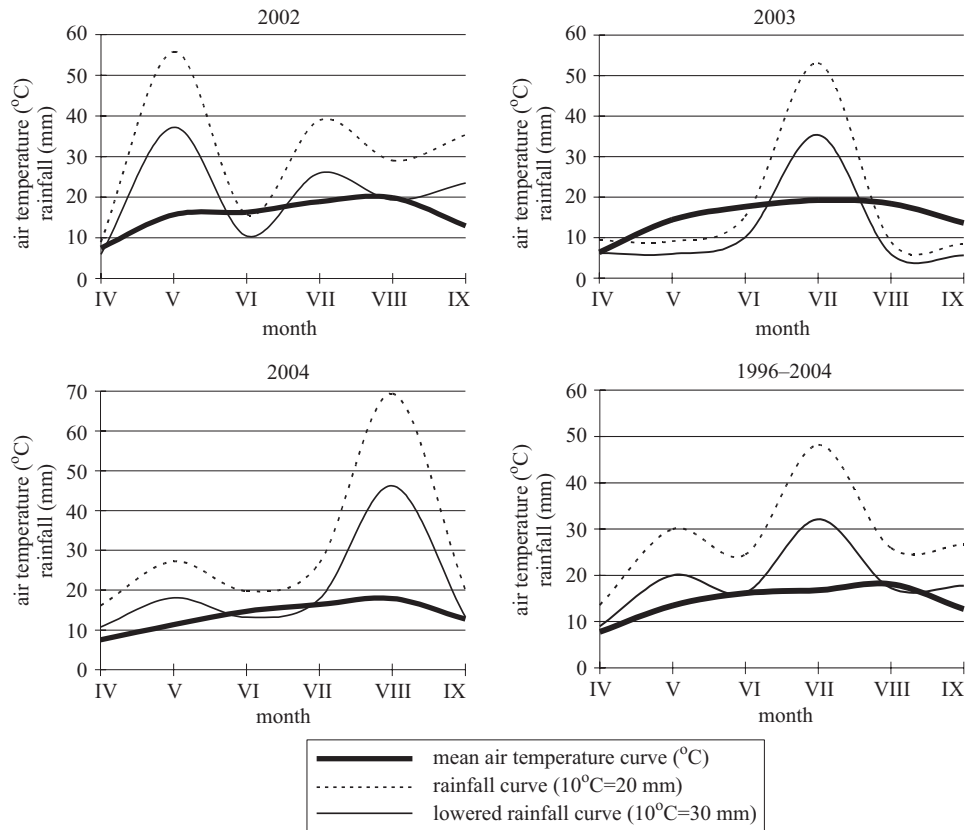 2002
60
50
40
30
20
10
0
air temperature (°C)
rainfall (mm)
IV V VI VII VIII IX
month
2003
60
50
40
30
20
10
0
air temperature (°C)
rainfall (mm)
IV V VI VII VIII IX
month
2004
70
60
50
40
30
20
10
0
air temperature (°C)
rainfall (mm)
IV V VI VII VIII IX
month
1996–2004
60
50
40
30
20
10
0
air temperature (°C)
rainfall (mm)
IV V VI VII VIII IX
month
mean air temperature curve (°C)
rainfall curve (10°C=20 mm)
lowered rainfall curve (10°C=30 mm)